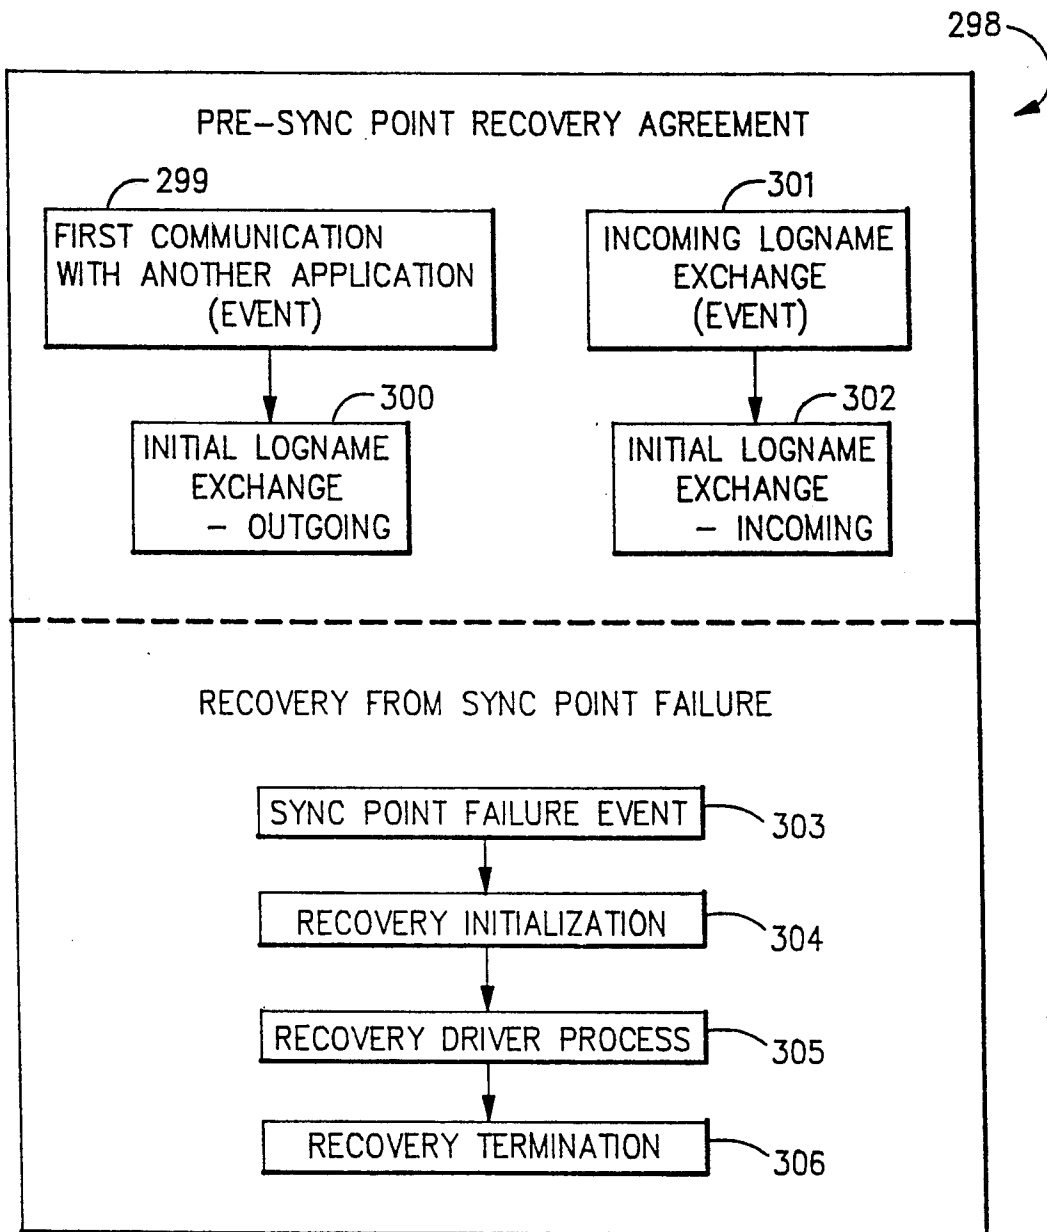 298
PRE-SYNC POINT RECOVERY AGREEMENT
299
FIRST COMMUNICATION
WITH ANOTHER APPLICATION
(EVENT)
301
INCOMING LOGNAME
EXCHANGE
(EVENT)
300
INITIAL LOGNAME
EXCHANGE
- OUTGOING
302
INITIAL LOGNAME
EXCHANGE
- INCOMING
RECOVERY FROM SYNC POINT FAILURE
SYNC POINT FAILURE EVENT
303
RECOVERY INITIALIZATION
304
RECOVERY DRIVER PROCESS
305
RECOVERY TERMINATION
306